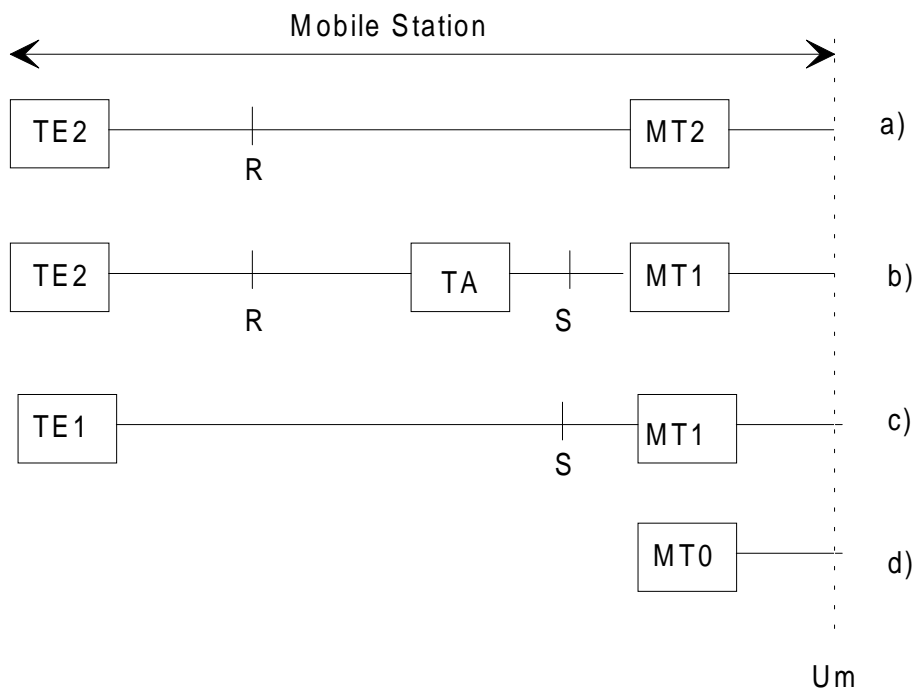 Mobile Station
TE2 MT2 a)
R
TE2 TA MT1 b)
R S
TE1 MT1 c)
S
MT0 d)
Um